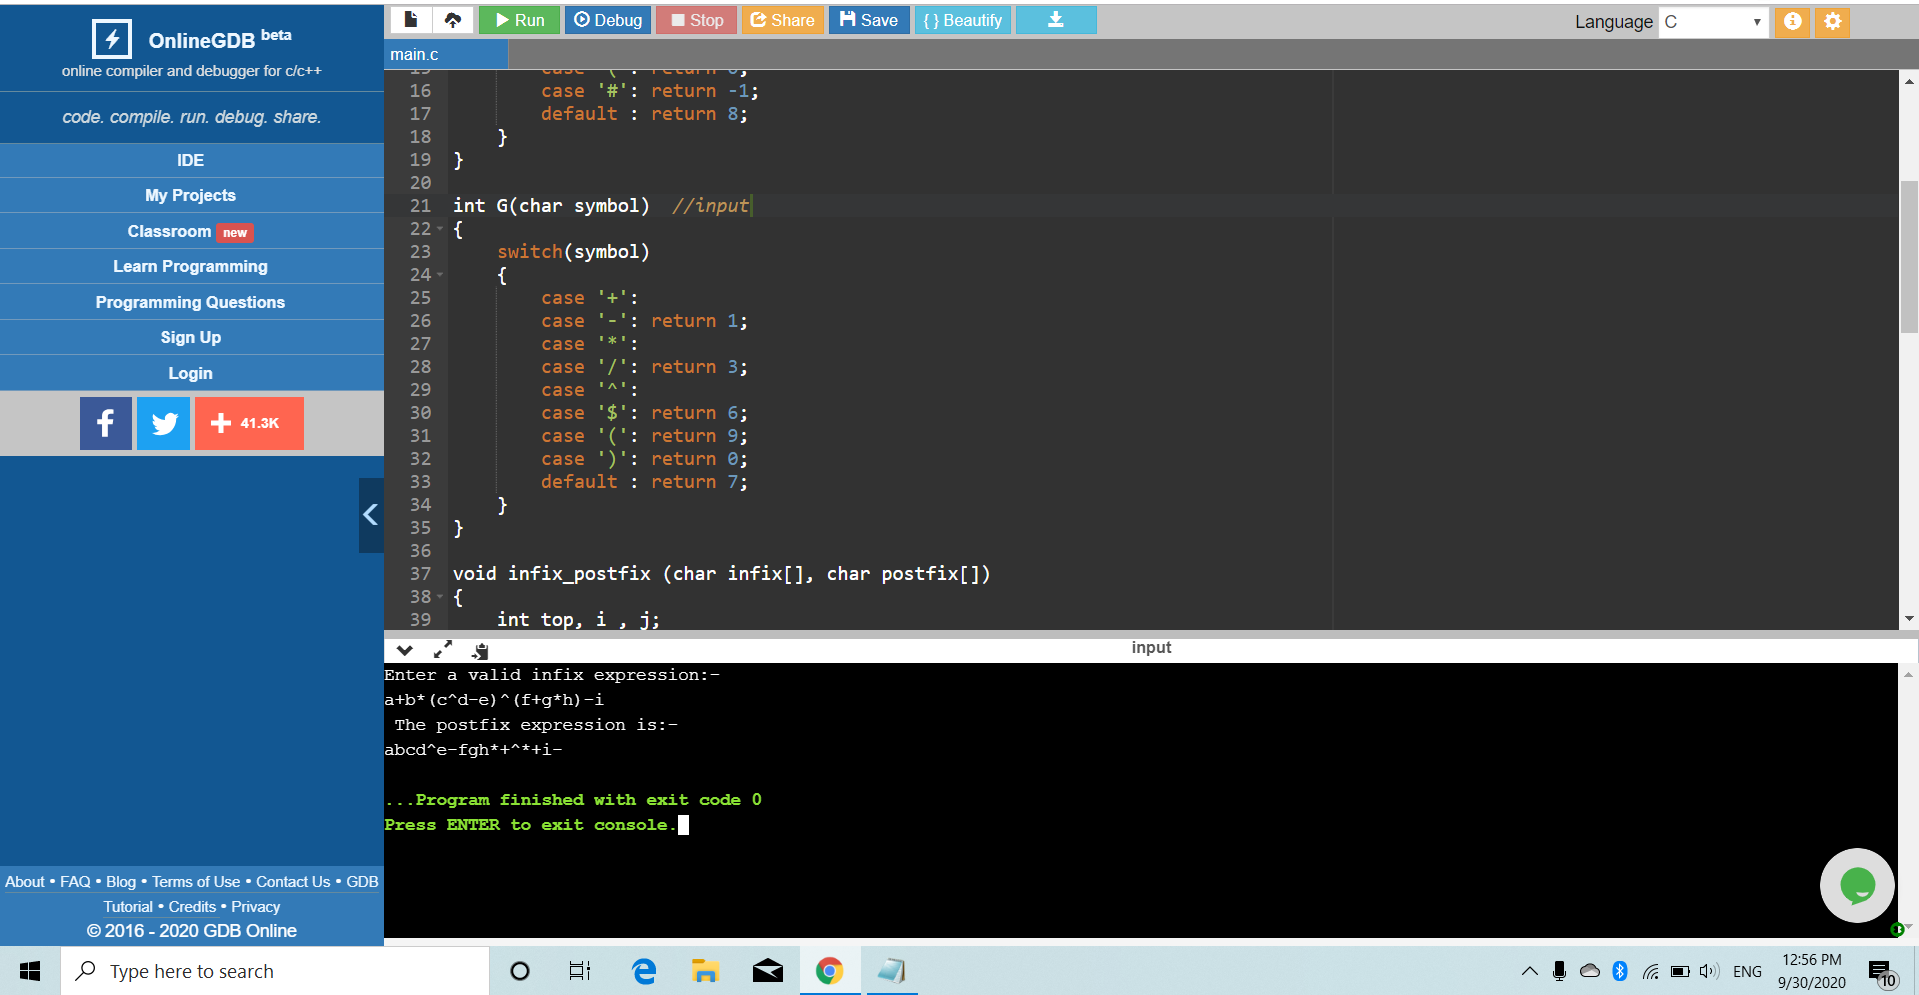 OnlineGDB beta
online compiler and debugger for c/c++
code. compile. run. debug. share.
IDE
My Projects
Classroom new
Learn Programming
Programming Questions
Sign Up
Login
f
+ 41.3K
About • FAQ • Blog • Terms of Use • Contact Us • GDB
Tutorial • Credits • Privacy
© 2016 - 2020 GDB Online
Run Debug Stop Share Save {} Beautify
Language C
main.c
15 case '(': return 0;
16 case '#': return -1;
17 default : return 8;
18 }
19 }
20
21 int G(char symbol) //input
22 {
23 switch(symbol)
24 {
25 case '+':
26 case '-': return 1;
27 case '*':
28 case '/': return 3;
29 case '^':
30 case '$': return 6;
31 case '(': return 9;
32 case ')': return 0;
33 default : return 7;
34 }
35 }
36
37 void infix_postfix (char infix[], char postfix[])
38 {
39 int top, i , j;
input
Enter a valid infix expression:-
a+b*(c^d-e)^(f+g*h)-i
The postfix expression is:-
abcd^e-fgh*+^*+i-
...Program finished with exit code 0
Press ENTER to exit console.
Type here to search
ENG
12:56 PM
9/30/2020
10